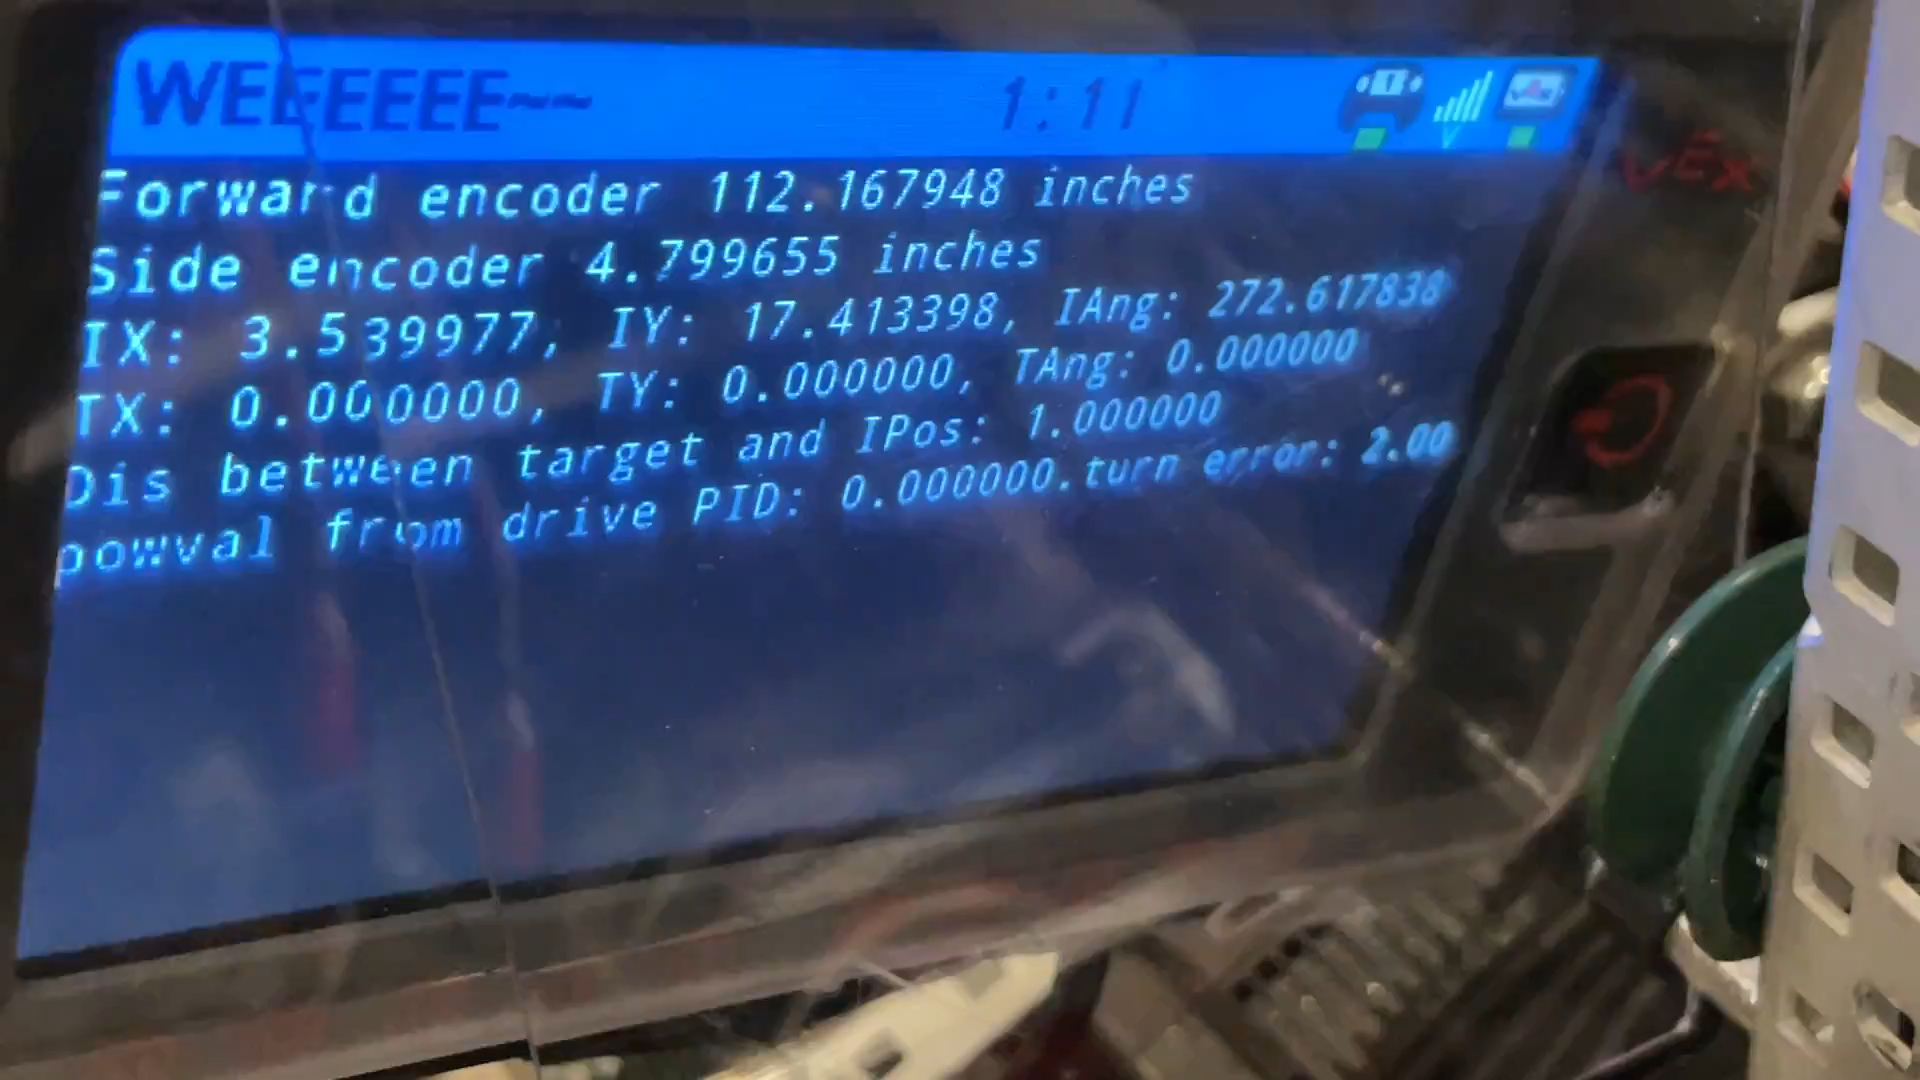 WEEEEEE~~ 1:11
Forward encoder 112.167948 inches
Side encoder 4.799655 inches
IX: 3.539977, IY: 17.413398, IAng: 272.617838
TX: 0.000000, TY: 0.000000, TAng: 0.000000
Dis between target and IPos: 1.000000
powval from drive PID: 0.000000.turn error: 2.00
vex